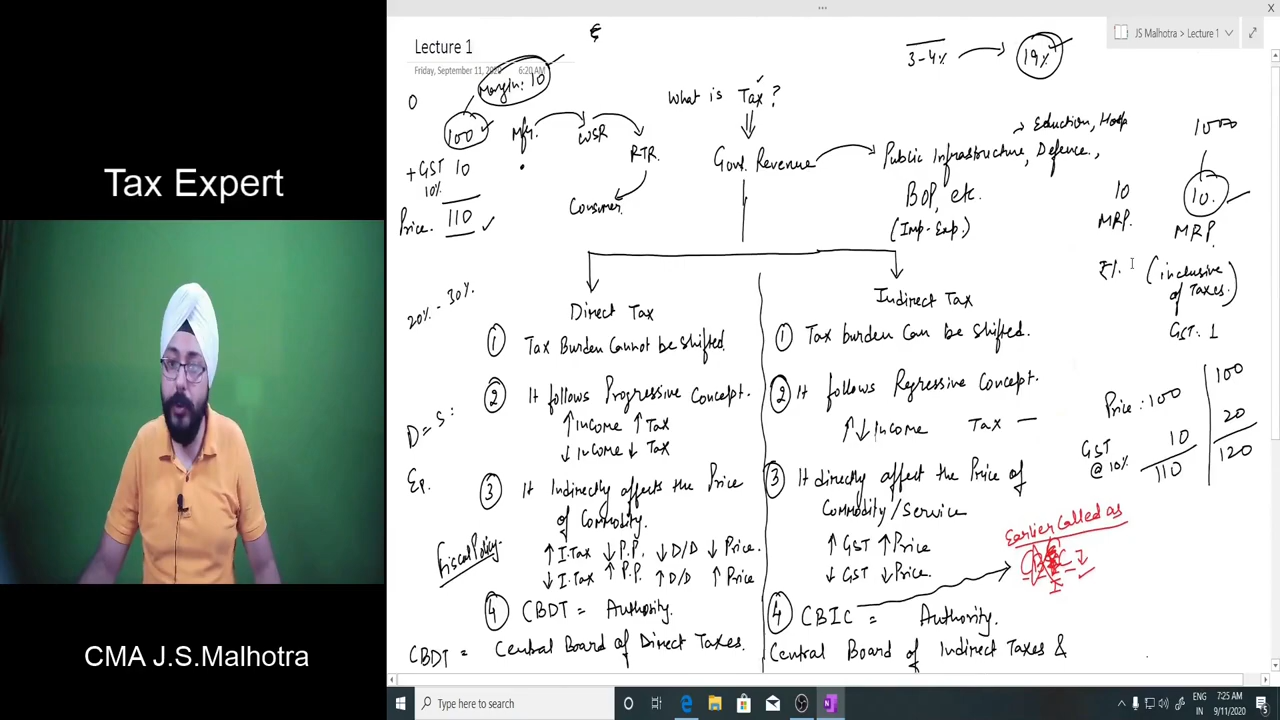 Tax Expert
CMA J.S.Malhotra
JS Malhotra > Lecture 1
Lecture 1
Friday, September 11, 2020 6:20 AM
3-4% 19%
Margin: 10
0
100
+GST 10
10%
Price. 110
Mfr. WSR
RTR.
Consumer.
What is Tax?
Govt. Revenue
Public Infrastructure, Defence,
BOP, etc.
(Imp-Exp.)
10
MRP.
10.
MRP.
(inclusive
of Taxes.)
GST: 1
20% - 30%
Direct Tax
① Tax Burden Cannot be shifted.
② It follows Progressive Concept.
↑ Income ↑ Tax
↓ Income ↓ Tax
D = S:
③ It Indirectly affects the Price
of Commodity.
Fiscal Policy.
↑ I.Tax ↓ P.P. ↓ D/D ↓ Price.
↓ I.Tax ↑ P.P. ↑ D/D ↑ Price
④ CBDT = Authority.
CBDT = Central Board of Direct Taxes.
Indirect Tax
① Tax burden Can be shifted.
② It follows Regressive Concept.
↑↓ Income Tax —
③ It directly affect the Price of
Commodity/Service
↑ GST ↑ Price
↓ GST ↓ Price.
④ CBIC = Authority.
Central Board of Indirect Taxes &
Price: 100
GST 10
@ 10% 110
100
20
120
Earlier Called as
Type here to search
ENG
IN
7:25 AM
9/11/2020